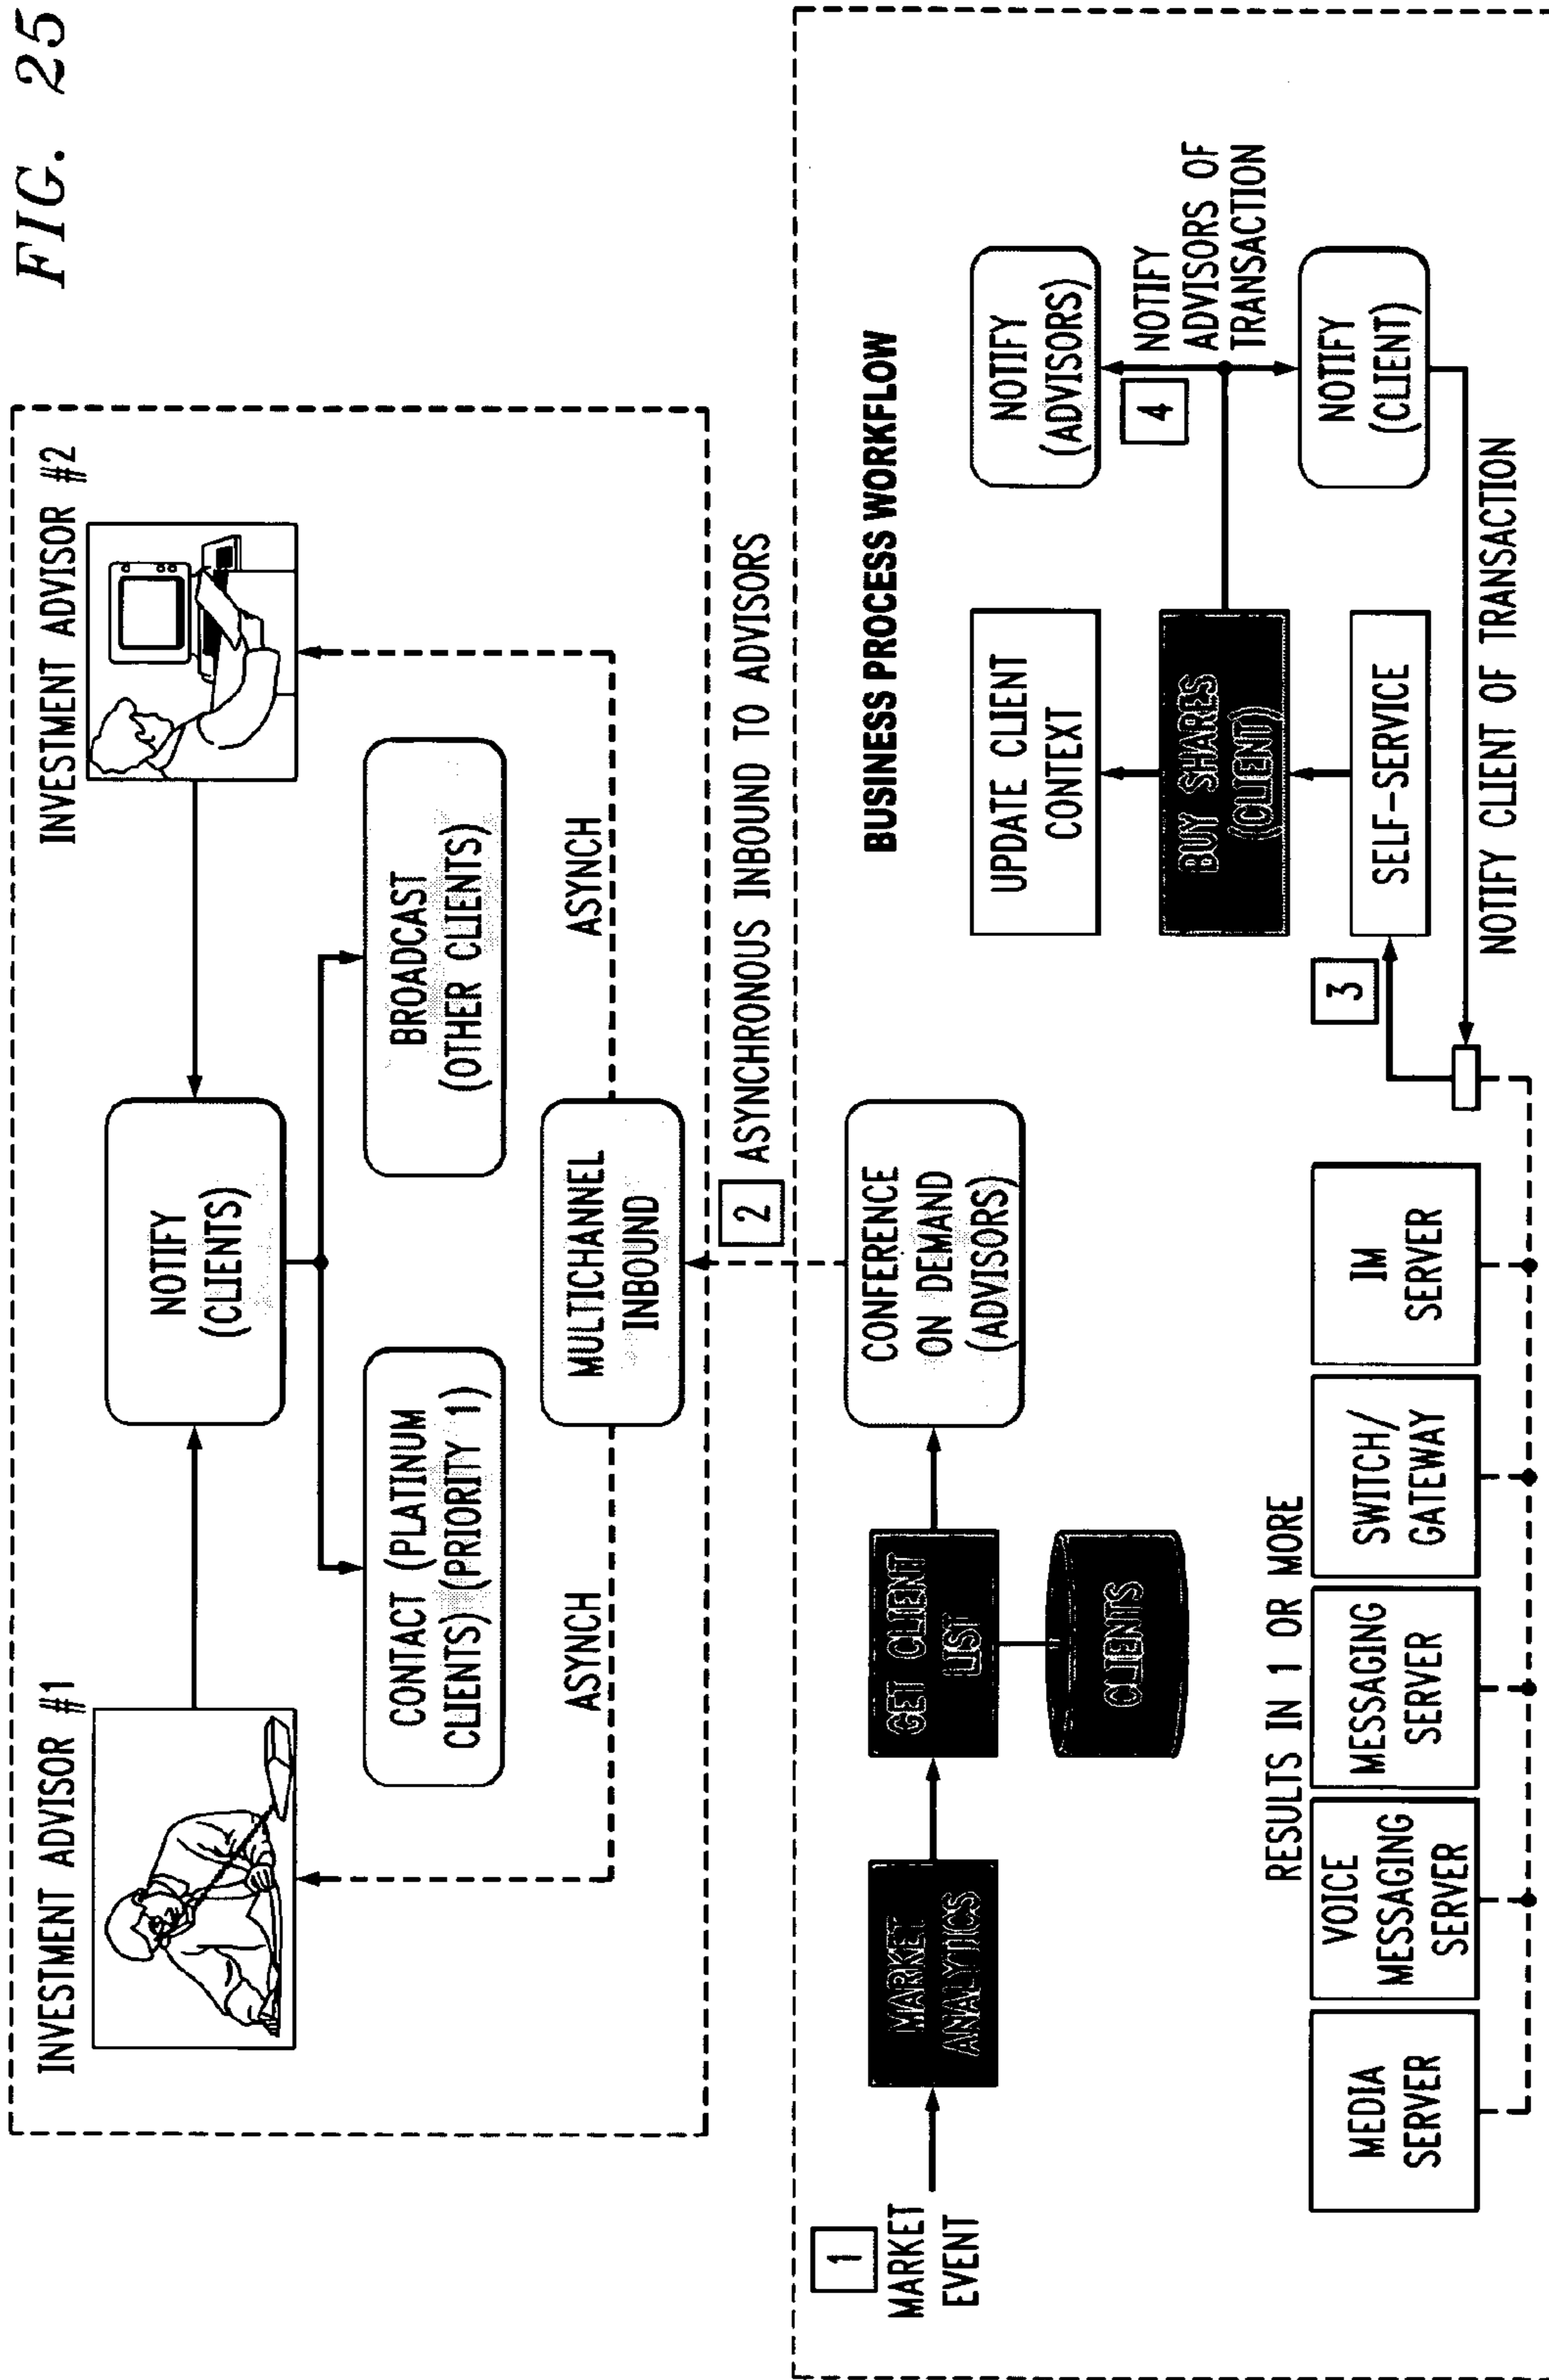 FIG. 25
INVESTMENT ADVISOR #1
INVESTMENT ADVISOR #2
NOTIFY
(CLIENTS)
CONTACT (PLATINUM
CLIENTS) (PRIORITY 1)
BROADCAST
(OTHER CLIENTS)
ASYNCH
MULTICHANNEL
INBOUND
ASYNCH
2
ASYNCHRONOUS INBOUND TO ADVISORS
BUSINESS PROCESS WORKFLOW
1
MARKET
EVENT
MARKET
ANALYTICS
GET CLIENT
LIST
CLIENTS
CONFERENCE
ON DEMAND
(ADVISORS)
UPDATE CLIENT
CONTEXT
BUY SHARES
(CLIENT)
SELF-SERVICE
3
NOTIFY
(ADVISORS)
4
NOTIFY
ADVISORS OF
TRANSACTION
NOTIFY
(CLIENT)
NOTIFY CLIENT OF TRANSACTION
RESULTS IN 1 OR MORE
MEDIA
SERVER
VOICE
MESSAGING
SERVER
MESSAGING
SERVER
SWITCH/
GATEWAY
IM
SERVER